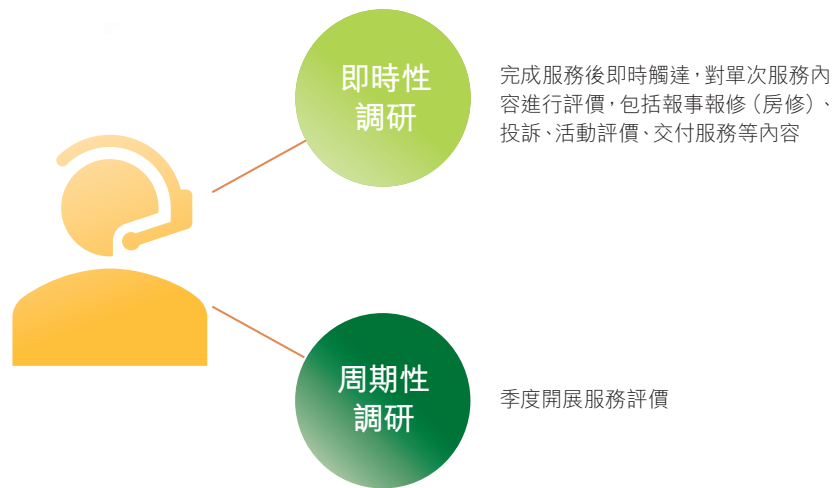 即時性
調研
完成服務後即時觸達，對單次服務內
容進行評價，包括報事報修（房修）、
投訴、活動評價、交付服務等內容
周期性
調研
季度開展服務評價